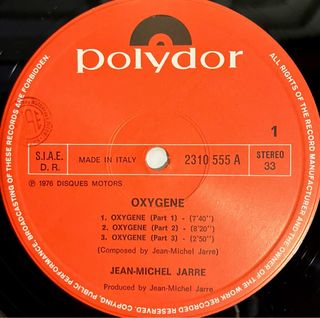 polydor
S.I.A.E.
D. R.
MADE IN ITALY
2310 555 A
STEREO
33
1
℗ 1976 DISQUES MOTORS
OXYGENE
1. OXYGENE (Part 1) - (7'40'')
2. OXYGENE (Part 2) - (8'20'')
3. OXYGENE (Part 3) - (2'50'')
(Composed by Jean-Michel Jarre)
JEAN-MICHEL JARRE
Produced by Jean-Michel Jarre
ALL RIGHTS OF THE MANUFACTURER AND OF THE OWNER OF THE WORK RECORDED RESERVED. COPYING, PUBLIC PERFORMANCE, BROADCASTING OF THESE RECORDS ARE FORBIDDEN.